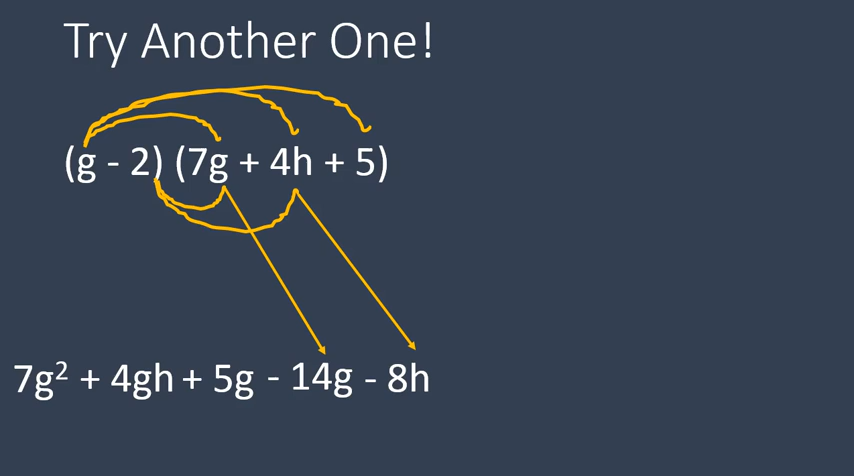 Try Another One!
(g - 2) (7g + 4h + 5)
7g² + 4gh + 5g - 14g - 8h